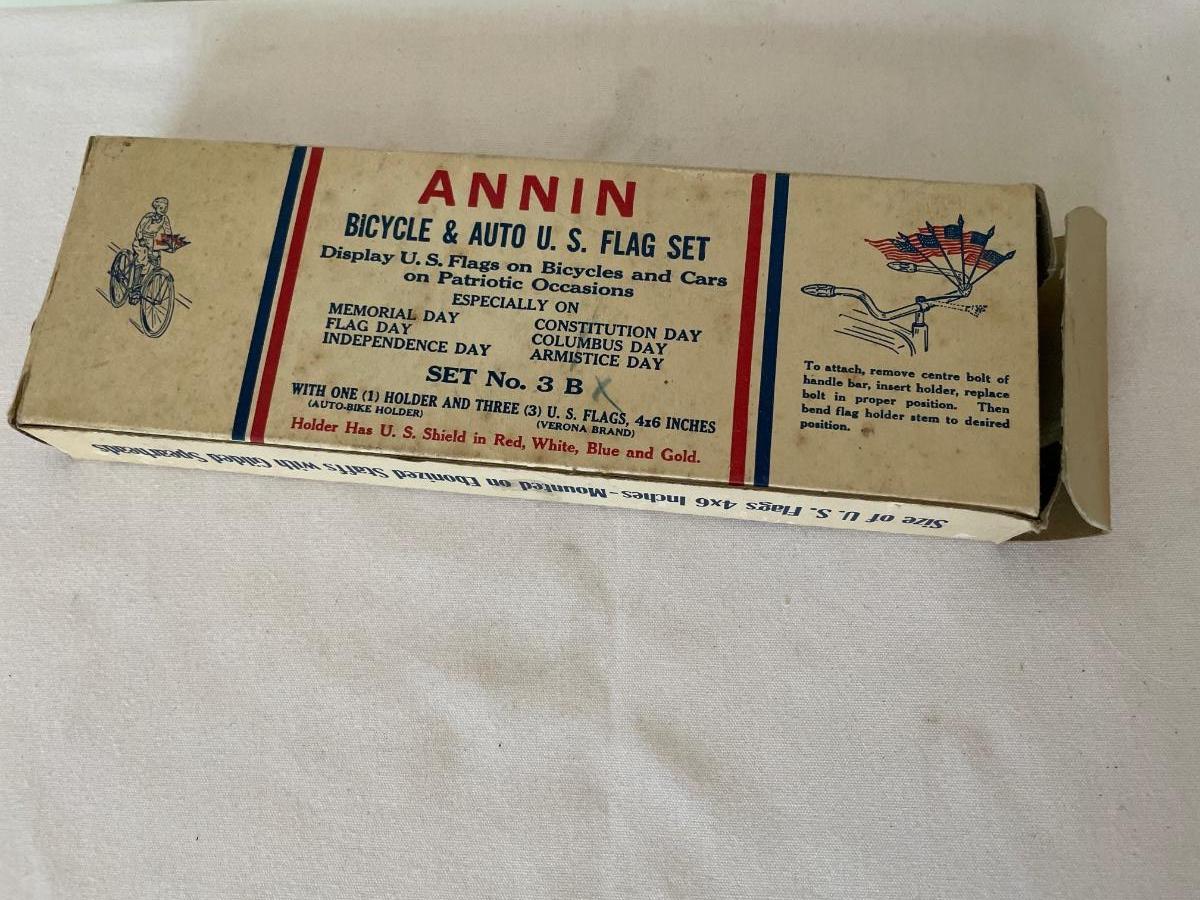 ANNIN
BICYCLE & AUTO U. S. FLAG SET
Display U. S. Flags on Bicycles and Cars
on Patriotic Occasions
ESPECIALLY ON
MEMORIAL DAY
FLAG DAY
INDEPENDENCE DAY
CONSTITUTION DAY
COLUMBUS DAY
ARMISTICE DAY
SET No. 3 B X
WITH ONE (1) HOLDER AND THREE (3) U. S. FLAGS, 4x6 INCHES
(AUTO-BIKE HOLDER)
(VERONA BRAND)
Holder Has U. S. Shield in Red, White, Blue and Gold.
To attach, remove centre bolt of
handle bar, insert holder, replace
bolt in proper position. Then
bend flag holder stem to desired
position.
Size of U. S. Flags 4x6 Inches-Mounted on Ebonized Staffs with Gilded Spearheads